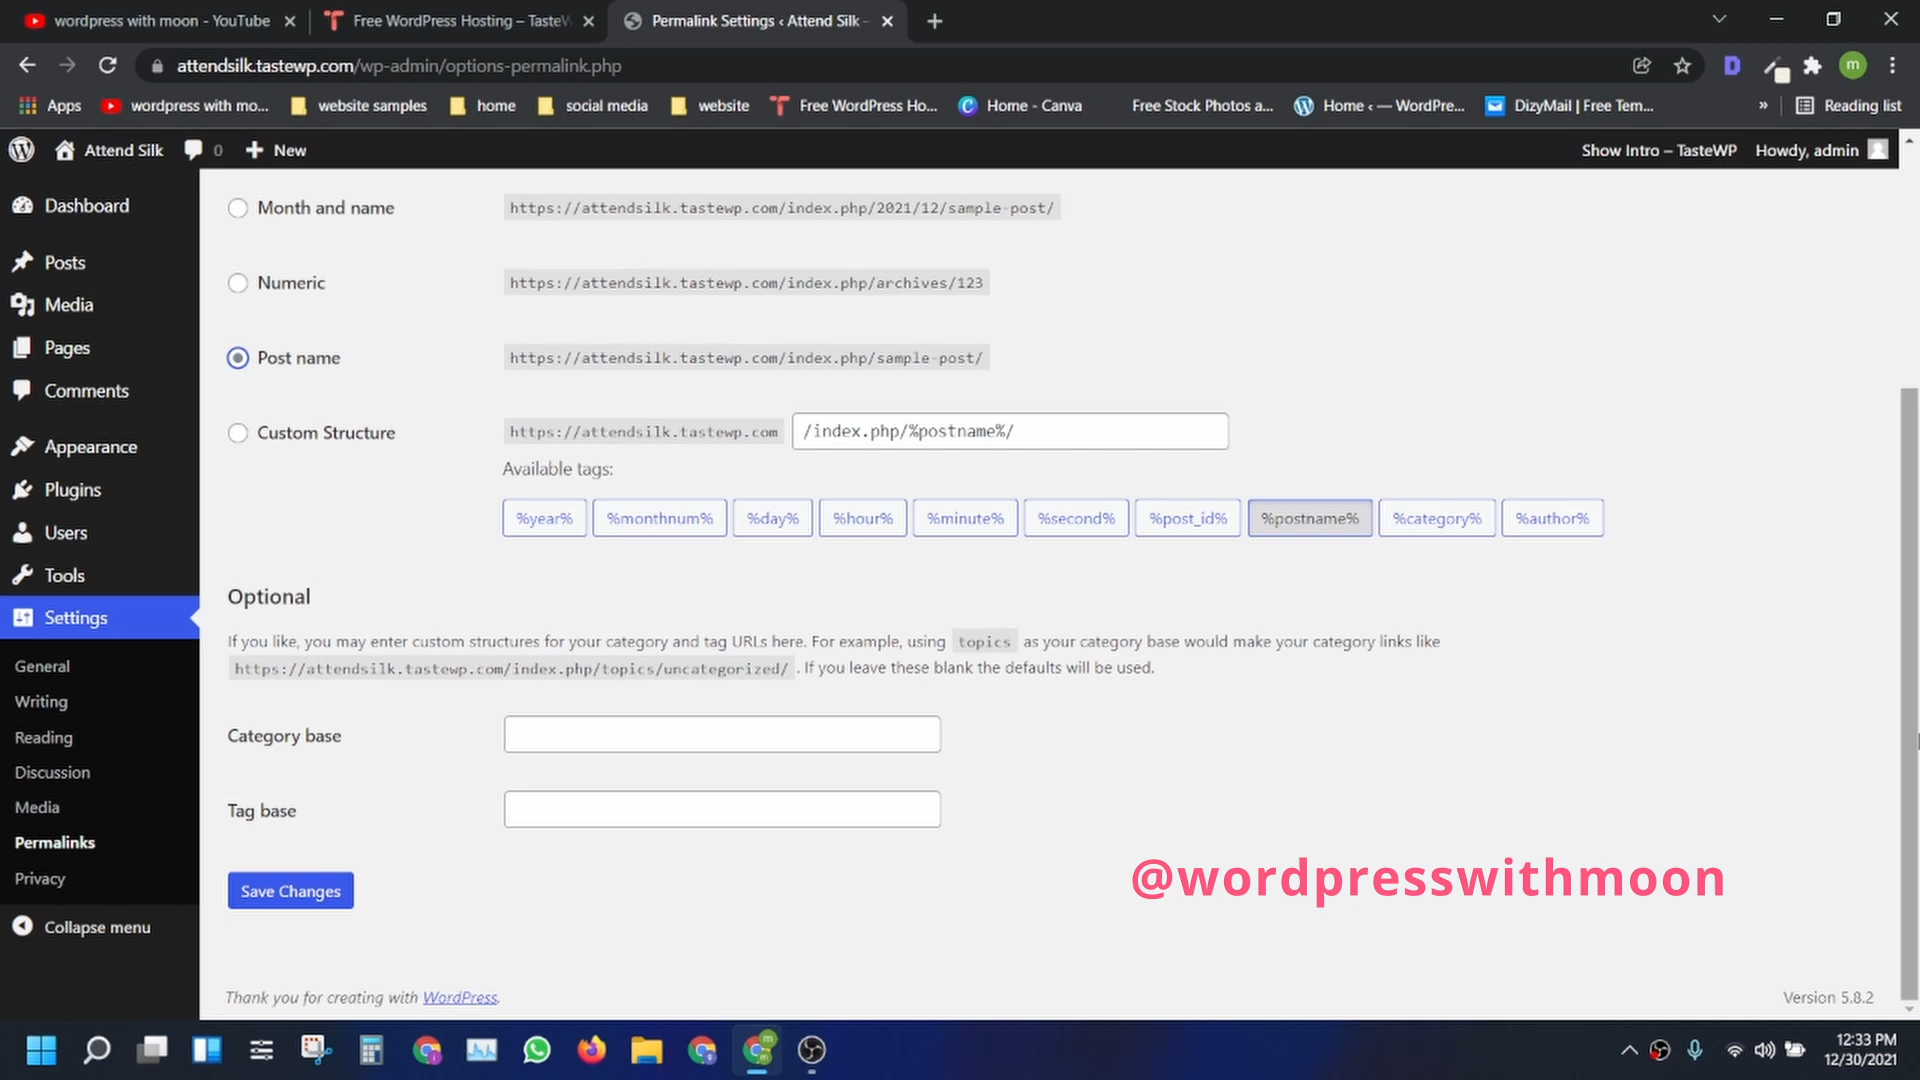 wordpress with moon - YouTube
Free WordPress Hosting – TasteW
Permalink Settings ‹ Attend Silk –
attendsilk.tastewp.com/wp-admin/options-permalink.php
m
Apps
wordpress with mo...
website samples
home
social media
website
Free WordPress Ho...
Home - Canva
Free Stock Photos a...
Home ‹ — WordPre...
DizyMail | Free Tem...
»
Reading list
Attend Silk
0
New
Show Intro – TasteWP
Howdy, admin
Dashboard
Posts
Media
Pages
Comments
Appearance
Plugins
Users
Tools
Settings
General
Writing
Reading
Discussion
Media
Permalinks
Privacy
Collapse menu
Month and name
https://attendsilk.tastewp.com/index.php/2021/12/sample-post/
Numeric
https://attendsilk.tastewp.com/index.php/archives/123
Post name
https://attendsilk.tastewp.com/index.php/sample-post/
Custom Structure
https://attendsilk.tastewp.com
/index.php/%postname%/
Available tags:
%year% %monthnum% %day% %hour% %minute% %second% %post_id% %postname% %category% %author%
Optional
If you like, you may enter custom structures for your category and tag URLs here. For example, using topics as your category base would make your category links like
https://attendsilk.tastewp.com/index.php/topics/uncategorized/ . If you leave these blank the defaults will be used.
Category base
Tag base
Save Changes
@wordpresswithmoon
Thank you for creating with WordPress.
Version 5.8.2
12:33 PM
12/30/2021